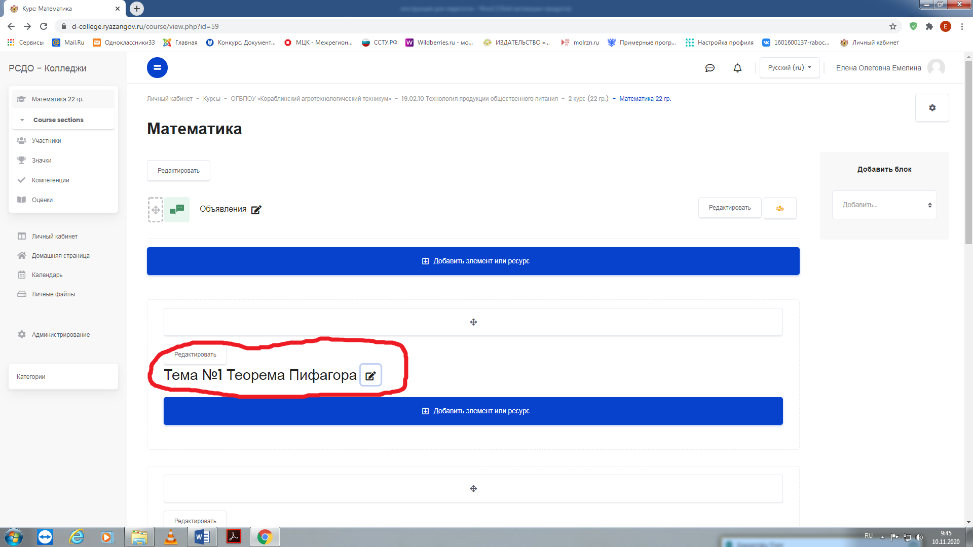 Курс: Математика
d-college.ryazangov.ru/course/view.php?id=59
E
Сервисы
Mail.Ru
Одноклассники33
Главная
Конкурс Документ...
МЦК - Межрегион...
ССТУ.РФ
Wildberries.ru - мо...
ИЗДАТЕЛЬСТВО «...
molrzn.ru
Примерные прогр...
Настройка профиля
1601600137-raboc...
Личный кабинет
РСДО – Колледжи
Русский (ru)
Елена Олеговна Емелина
Математика 22 гр.
Course sections
Участники
Значки
Компетенции
Оценки
Личный кабинет
Домашняя страница
Календарь
Личные файлы
Администрирование
Категории
Личный кабинет – Курсы – ОГБПОУ «Кораблинский агротехнологический техникум» – 19.02.10 Технология продукции общественного питания – 2 курс (22 гр.) – Математика 22 гр.
Математика
Редактировать
Объявления
Редактировать
Добавить элемент или ресурс
Редактировать
Тема №1 Теорема Пифагора
Добавить элемент или ресурс
Редактировать
Добавить блок
Добавить...
RU
9:45
10.11.2020